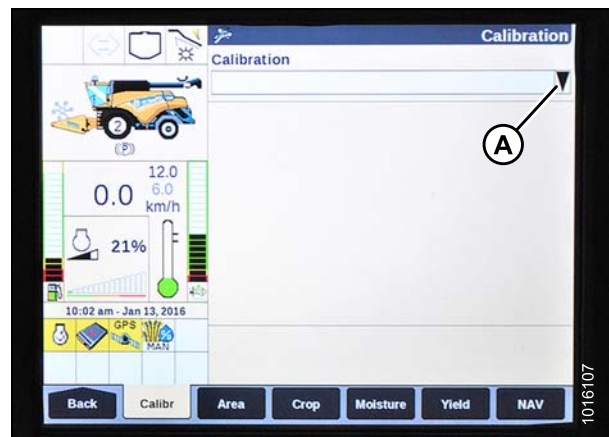 Calibration
Calibration
A
2
(P)
12.0
6.0
0.0 km/h
21%
10:02 am - Jan 13, 2016
GPS
MAN
Back Calibr Area Crop Moisture Yield NAV
1016107